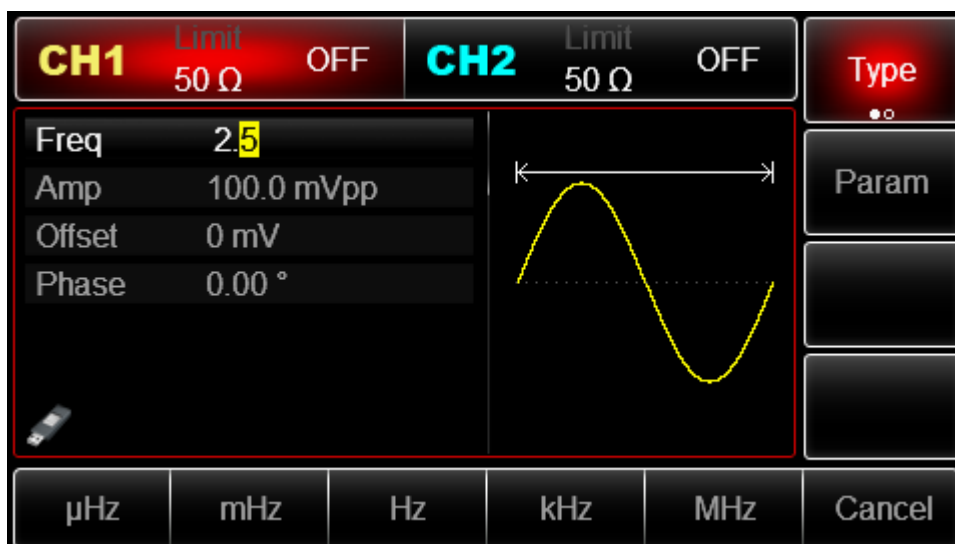 CH1 Limit 50 Ω OFF
CH2 Limit 50 Ω OFF
Type
Freq 2.5
Amp 100.0 mVpp
Offset 0 mV
Phase 0.00 °
Param
µHz mHz Hz kHz MHz Cancel